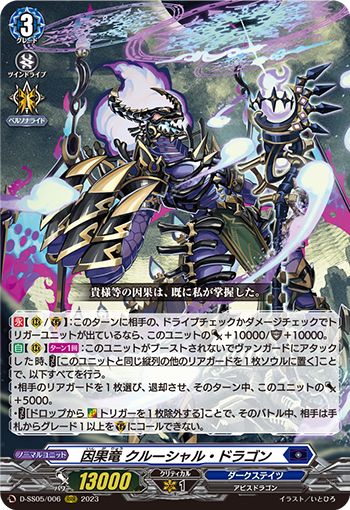 3
グレード
ツインドライブ
ペルソナライド
貴様等の因果は、既に私が掌握した。
永【V/R】:このターンに相手の、ドライブチェックかダメージチェックでトリガーユニットが出ているなら、このユニットの+10000/+10000。
自【V/R】ターン1回:このユニットがブーストされないでヴァンガードにアタックした時、【このユニットと同じ縦列の他のリアガードを1枚ソウルに置く】ことで、以下すべてを行う。
・相手のリアガードを1枚選び、退却させ、そのターン中、このユニットの+5000。
・【ドロップからトリガーを1枚除外する】ことで、そのバトル中、相手は手札からグレード1以上をにコールできない。
ノーマルユニット
因果竜 クルーシャル・ドラゴン
パワー
13000
クリティカル
1
ダークステイツ
アビスドラゴン
D-SS05/006 RRR 2023
イラスト/いとひろ